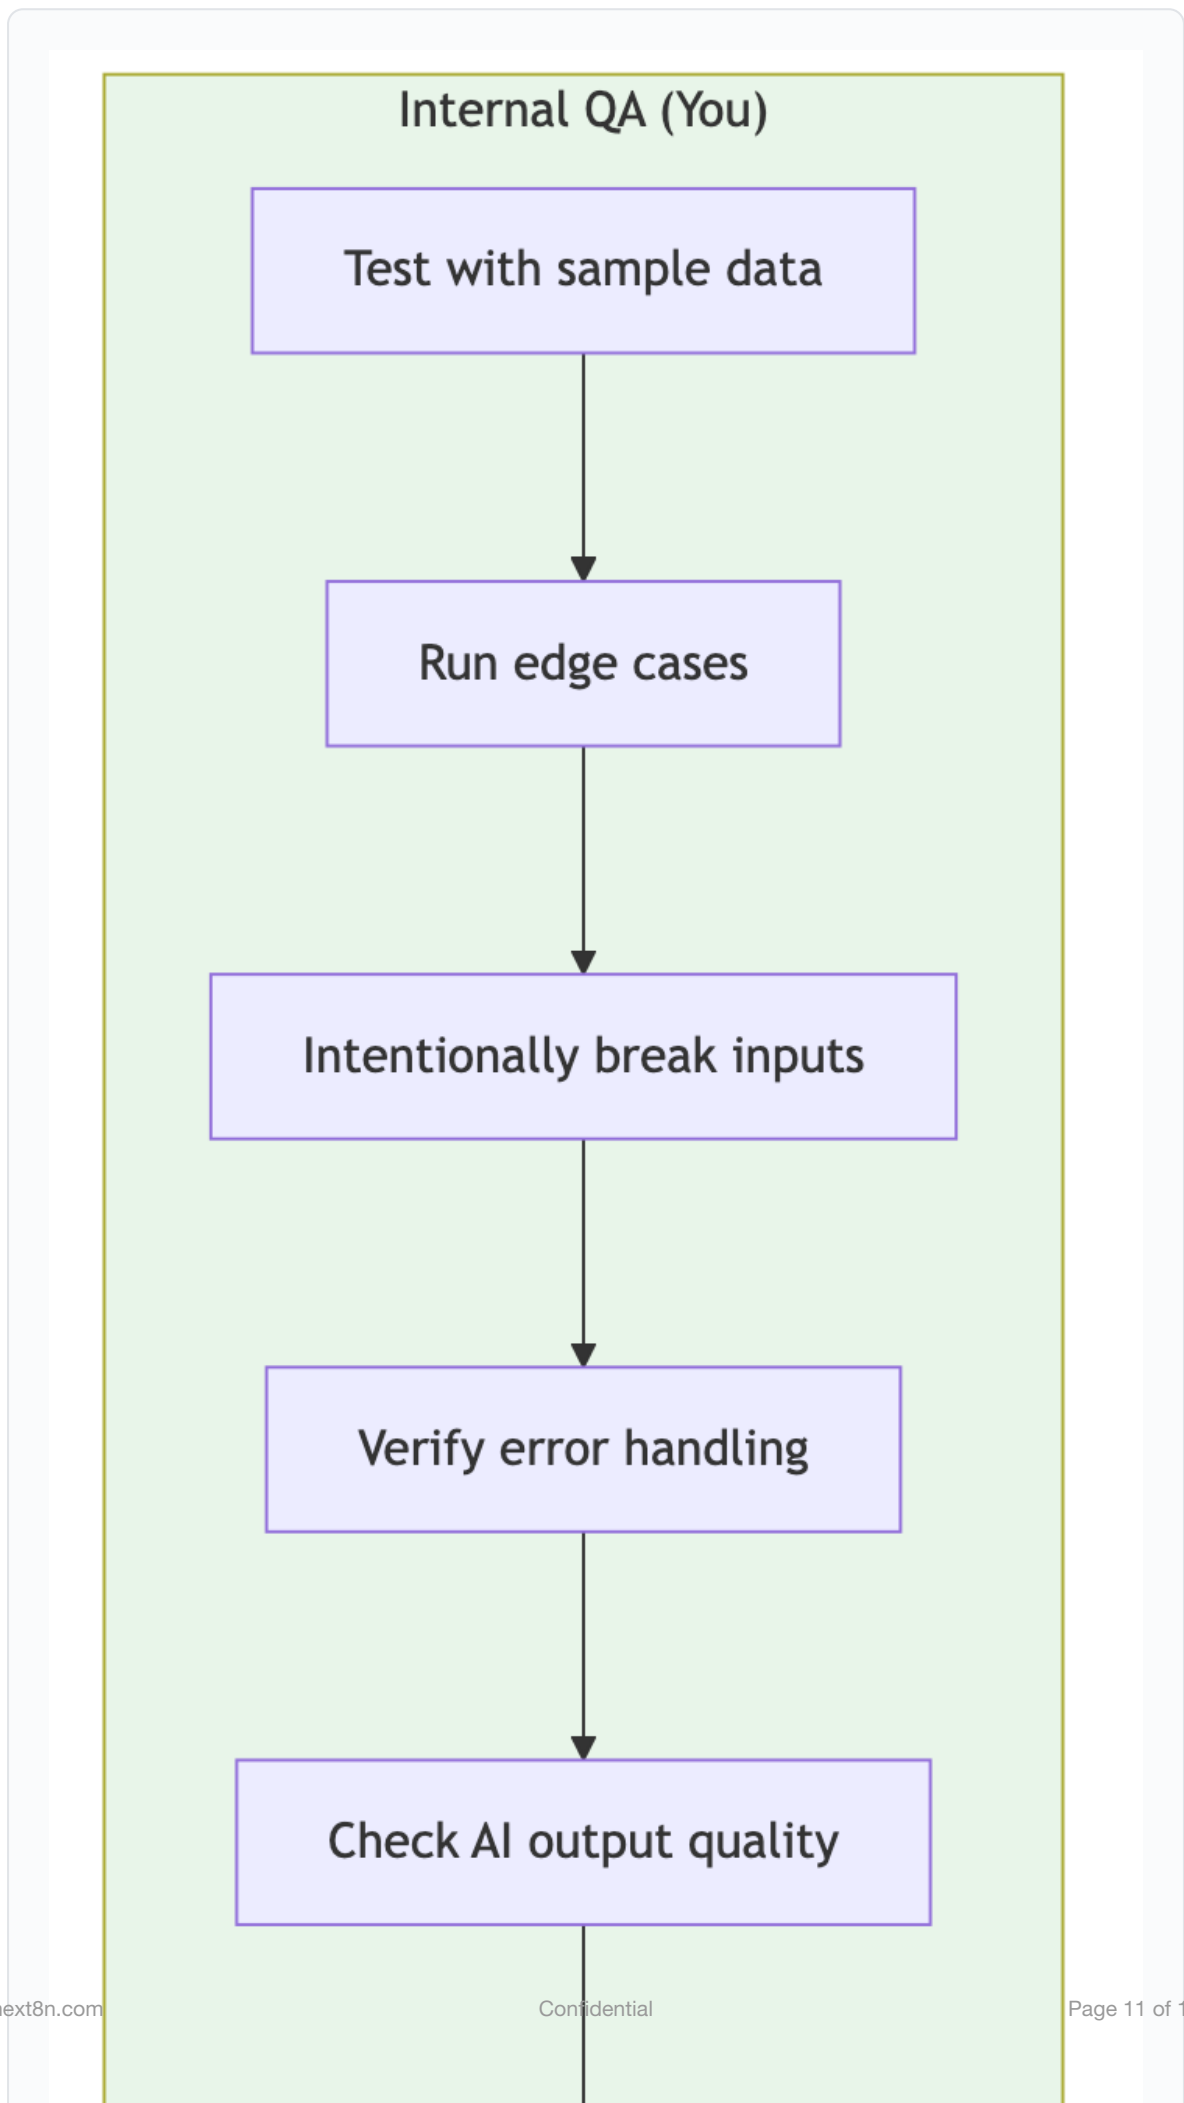 Internal QA (You)
Test with sample data
Run edge cases
Intentionally break inputs
Verify error handling
Check AI output quality
ext8n.com Confidential Page 11 of 1